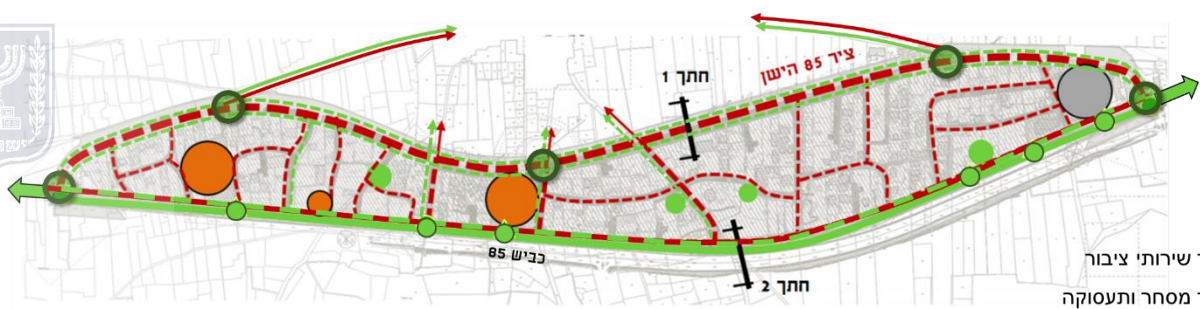 ציר 85 הישן
חתך 1
כביש 85
חתך 2
שירותי ציבור
מסחר ותעסוקה